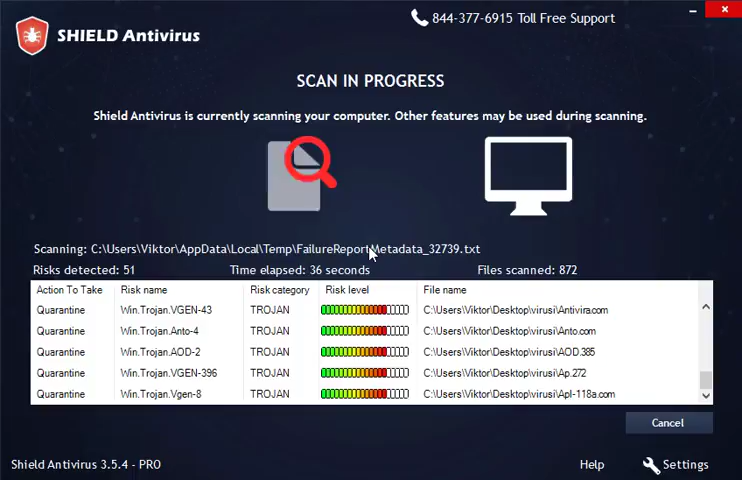 844-377-6915 Toll Free Support
SHIELD Antivirus
SCAN IN PROGRESS
Shield Antivirus is currently scanning your computer. Other features may be used during scanning.
Scanning: C:\Users\Viktor\AppData\Local\Temp\FailureReportMetadata_32739.txt
Risks detected: 51 Time elapsed: 36 seconds Files scanned: 872
Action To Take Risk name Risk category Risk level File name
Quarantine Win.Trojan.VGEN-43 TROJAN C:\Users\Viktor\Desktop\virusi\Antivira.com
Quarantine Win.Trojan.Anto-4 TROJAN C:\Users\Viktor\Desktop\virusi\Anto.com
Quarantine Win.Trojan.AOD-2 TROJAN C:\Users\Viktor\Desktop\virusi\AOD.385
Quarantine Win.Trojan.VGEN-396 TROJAN C:\Users\Viktor\Desktop\virusi\Ap.272
Quarantine Win.Trojan.Vgen-8 TROJAN C:\Users\Viktor\Desktop\virusi\Apl-118a.com
Cancel
Shield Antivirus 3.5.4 - PRO Help Settings